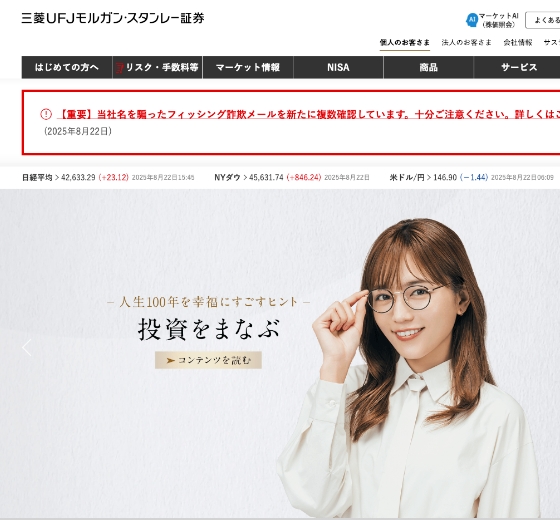 三菱UFJモルガン・スタンレー証券
AI マーケットAI
(株価照会)
よくある
個人のお客さま 法人のお客さま 会社情報 サス
はじめての方へ リスク・手数料等 マーケット情報 NISA 商品 サービス
【重要】当社名を騙ったフィッシング詐欺メールを新たに複数確認しています。十分ご注意ください。詳しくはこ
(2025年8月22日)
日経平均 > 42,633.29 (+23.12) 2025年8月22日15:45 NYダウ > 45,631.74 (+846.24) 2025年8月22日 米ドル/円 > 146.90 (−1.44) 2025年8月22日06:09
― 人生100年を幸福にすごすヒント ―
投資をまなぶ
➤コンテンツを読む